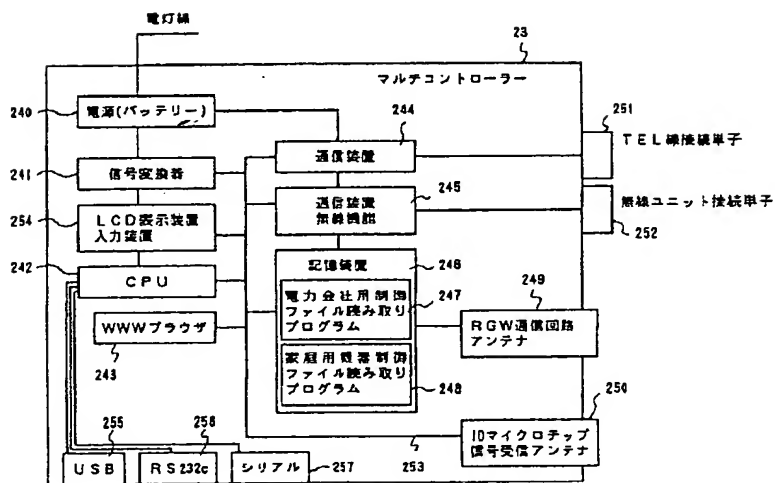 電灯線
23
マルチコントローラー
240
電源(バッテリー)
244
251
通信装置
TEL線接続単子
241
信号変換器
245
通信装置
無線機能
無線ユニット接続単子
252
254
LCD表示装置
入力装置
242
CPU
記憶装置
246
電力会社用制御
ファイル読み取り
プログラム
247
249
RGW通信回路
アンテナ
WWWブラウザ
243
家庭用機器制御
ファイル読み取り
プログラム
248
250
IDマイクロチップ
信号受信アンテナ
255
258
253
USB
RS232c
シリアル
257